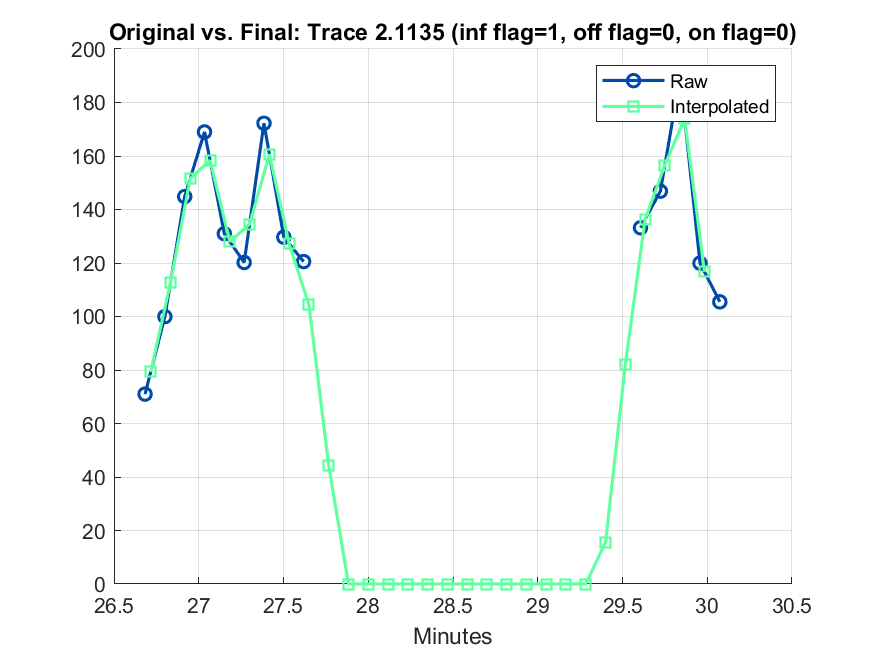 Original vs. Final: Trace 2.1135 (inf flag=1, off flag=0, on flag=0)
200
180
160
140
120
100
80
60
40
20
0
Raw
Interpolated
26.5 27 27.5 28 28.5 29 29.5 30 30.5
Minutes